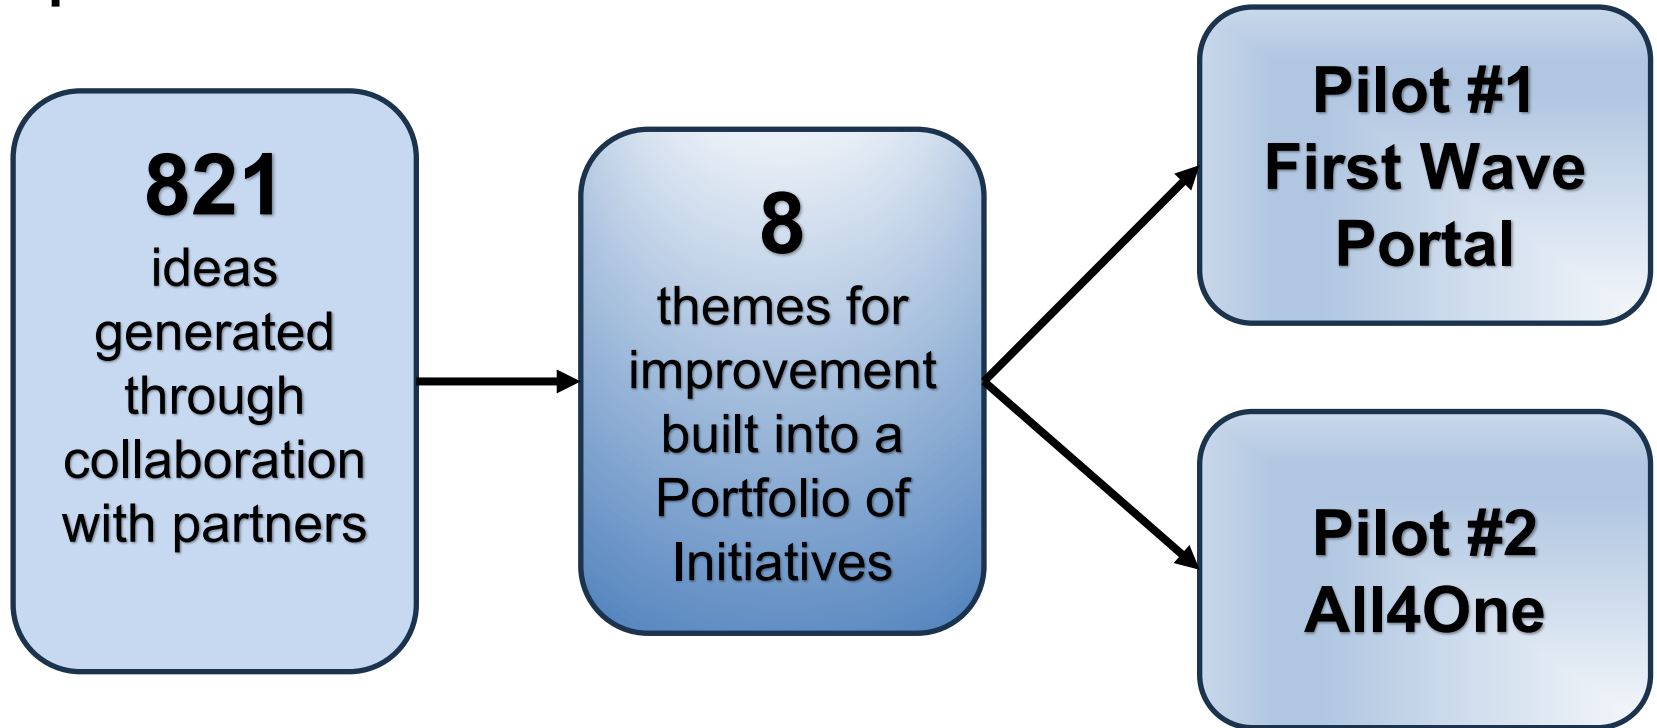 821
ideas
generated
through
collaboration
with partners
8
themes for
improvement
built into a
Portfolio of
Initiatives
Pilot #1
First Wave
Portal
Pilot #2
All4One